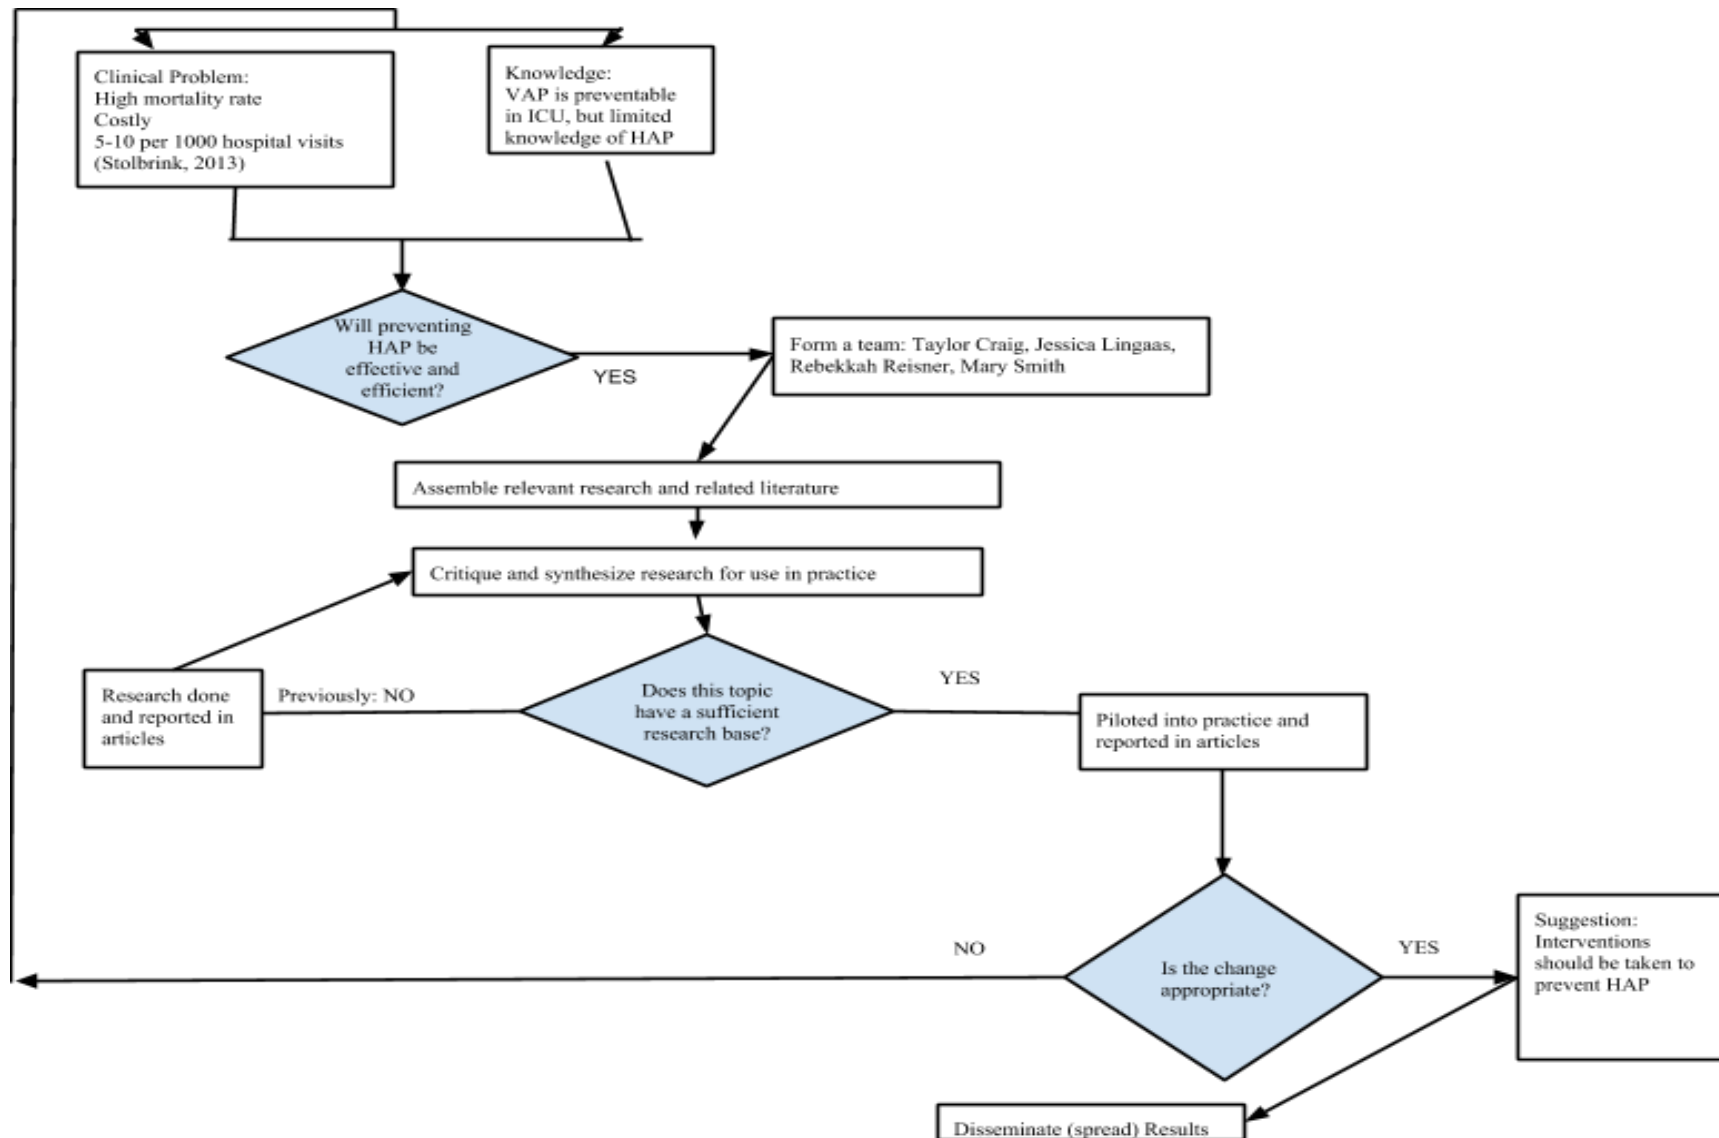 Clinical Problem:
High mortality rate
Costly
5-10 per 1000 hospital visits
(Stolbrink, 2013)
Knowledge:
VAP is preventable
in ICU, but limited
knowledge of HAP
Will preventing
HAP be
effective and
efficient?
YES
Form a team: Taylor Craig, Jessica Lingaas,
Rebekkah Reisner, Mary Smith
Assemble relevant research and related literature
Critique and synthesize research for use in practice
Research done
and reported in
articles
Previously: NO
Does this topic
have a sufficient
research base?
YES
Piloted into practice and
reported in articles
NO
Is the change
appropriate?
YES
Suggestion:
Interventions
should be taken to
prevent HAP
Disseminate (spread) Results